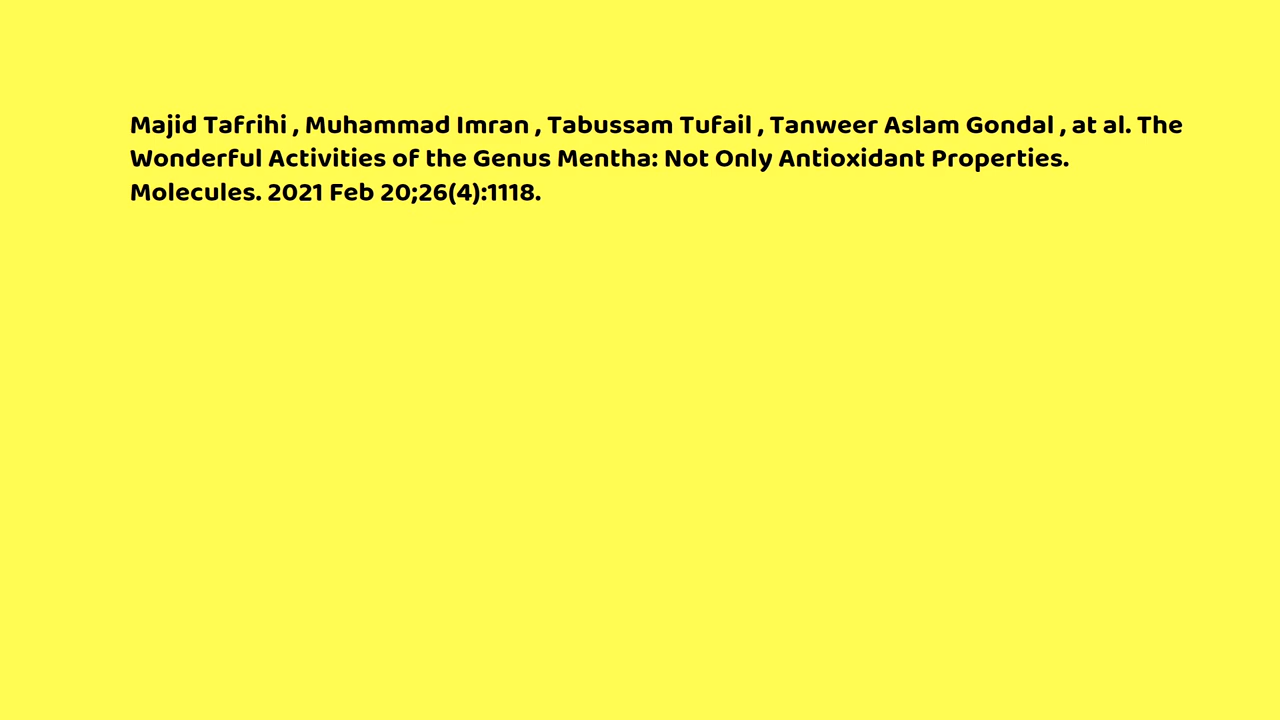 Majid Tafrihi , Muhammad Imran , Tabussam Tufail , Tanweer Aslam Gondal , at al. The
Wonderful Activities of the Genus Mentha: Not Only Antioxidant Properties.
Molecules. 2021 Feb 20;26(4):1118.